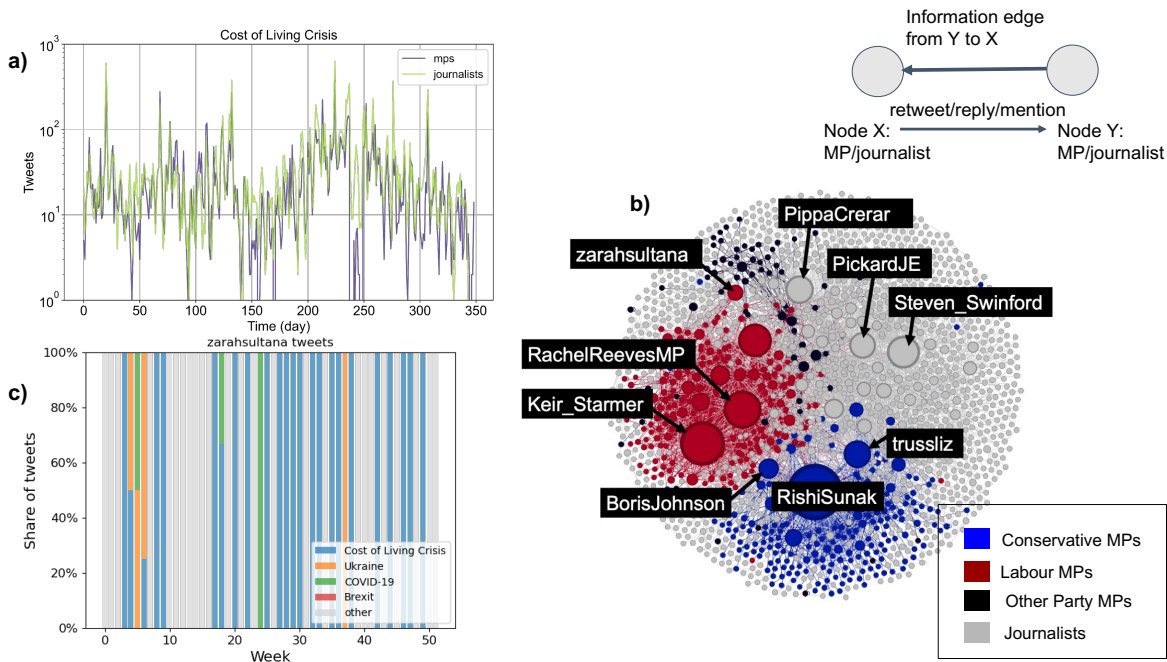 a)
Cost of Living Crisis
mps
journalists
10³
10²
10¹
10⁰
Tweets
0 50 100 150 200 250 300 350
Time (day)
Information edge
from Y to X
retweet/reply/mention
Node X:
MP/journalist
Node Y:
MP/journalist
b)
PippaCrerar
zarahsultana
PickardJE
Steven_Swinford
RachelReevesMP
Keir_Starmer
trussliz
BorisJohnson
RishiSunak
Conservative MPs
Labour MPs
Other Party MPs
Journalists
c)
zarahsultana tweets
100%
80%
60%
40%
20%
0%
Share of tweets
Cost of Living Crisis
Ukraine
COVID-19
Brexit
other
0 10 20 30 40 50
Week